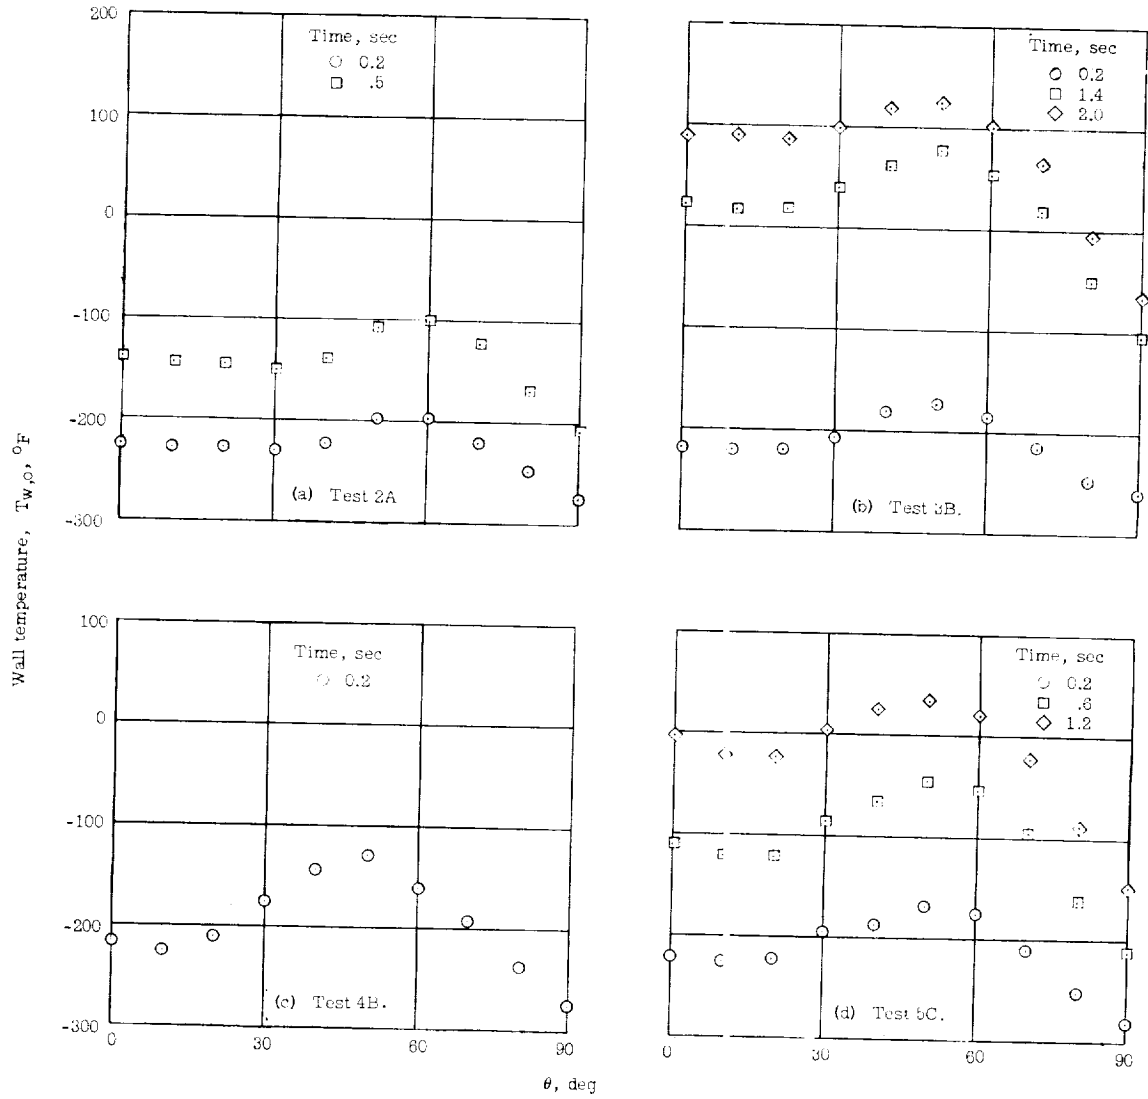 200
100
0
-100
-200
-300
Time, sec
0.2
.5
(a) Test 2A
Time, sec
0.2
1.4
2.0
(b) Test 3B.
Wall temperature, Tw,o, °F
100
0
-100
-200
-300
Time, sec
0.2
(c) Test 4B.
0
30
60
90
Time, sec
0.2
.6
1.2
(d) Test 5C.
0
30
60
90
θ, deg